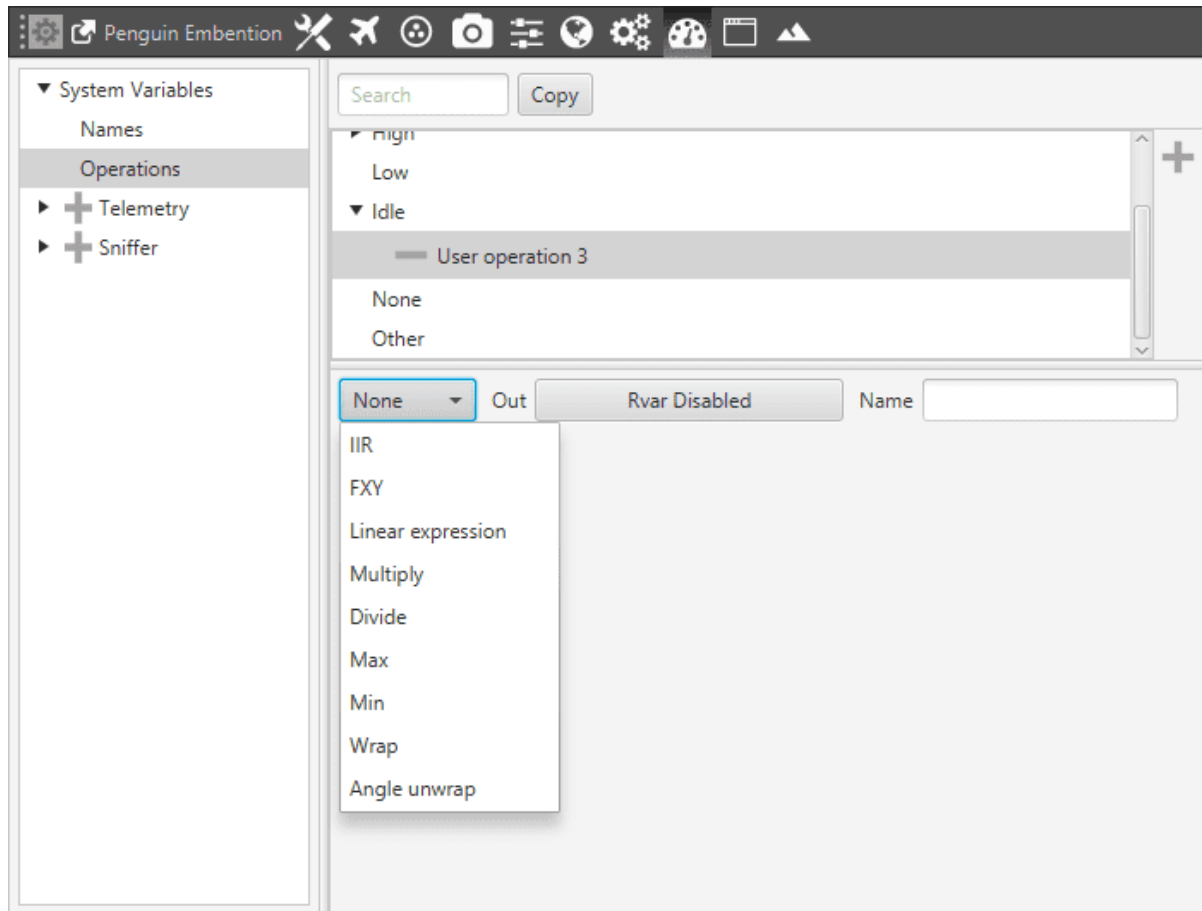 Penguin Embention
System Variables
Names
Operations
Telemetry
Sniffer
Search
Copy
High
Low
Idle
User operation 3
None
Other
None Out Rvar Disabled Name
IIR
FXY
Linear expression
Multiply
Divide
Max
Min
Wrap
Angle unwrap